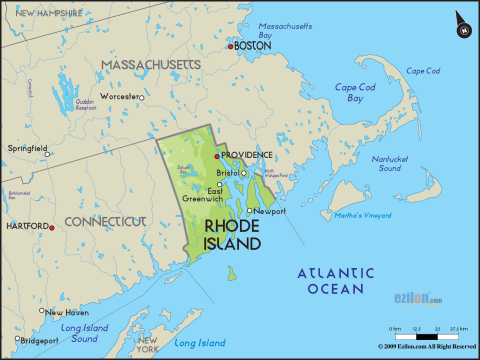 NEW HAMPSHIRE
Massachusetts
Bay
BOSTON
MASSACHUSETTS
Cape Cod
Cape Cod
Bay
Worcester
Quabbin
Reservoir
Springfield
PROVIDENCE
Nantucket
Sound
Bristol
East
Greenwich
Newport
Martha's Vineyard
HARTFORD
CONNECTICUT
RHODE
ISLAND
ATLANTIC
OCEAN
ezilon.com
New Haven
Long Island
Sound
Bridgeport
NEW
YORK
Long Island
0 km 12.5 25 37.5 km
© 2009 Ezilon.com All Right Reserved